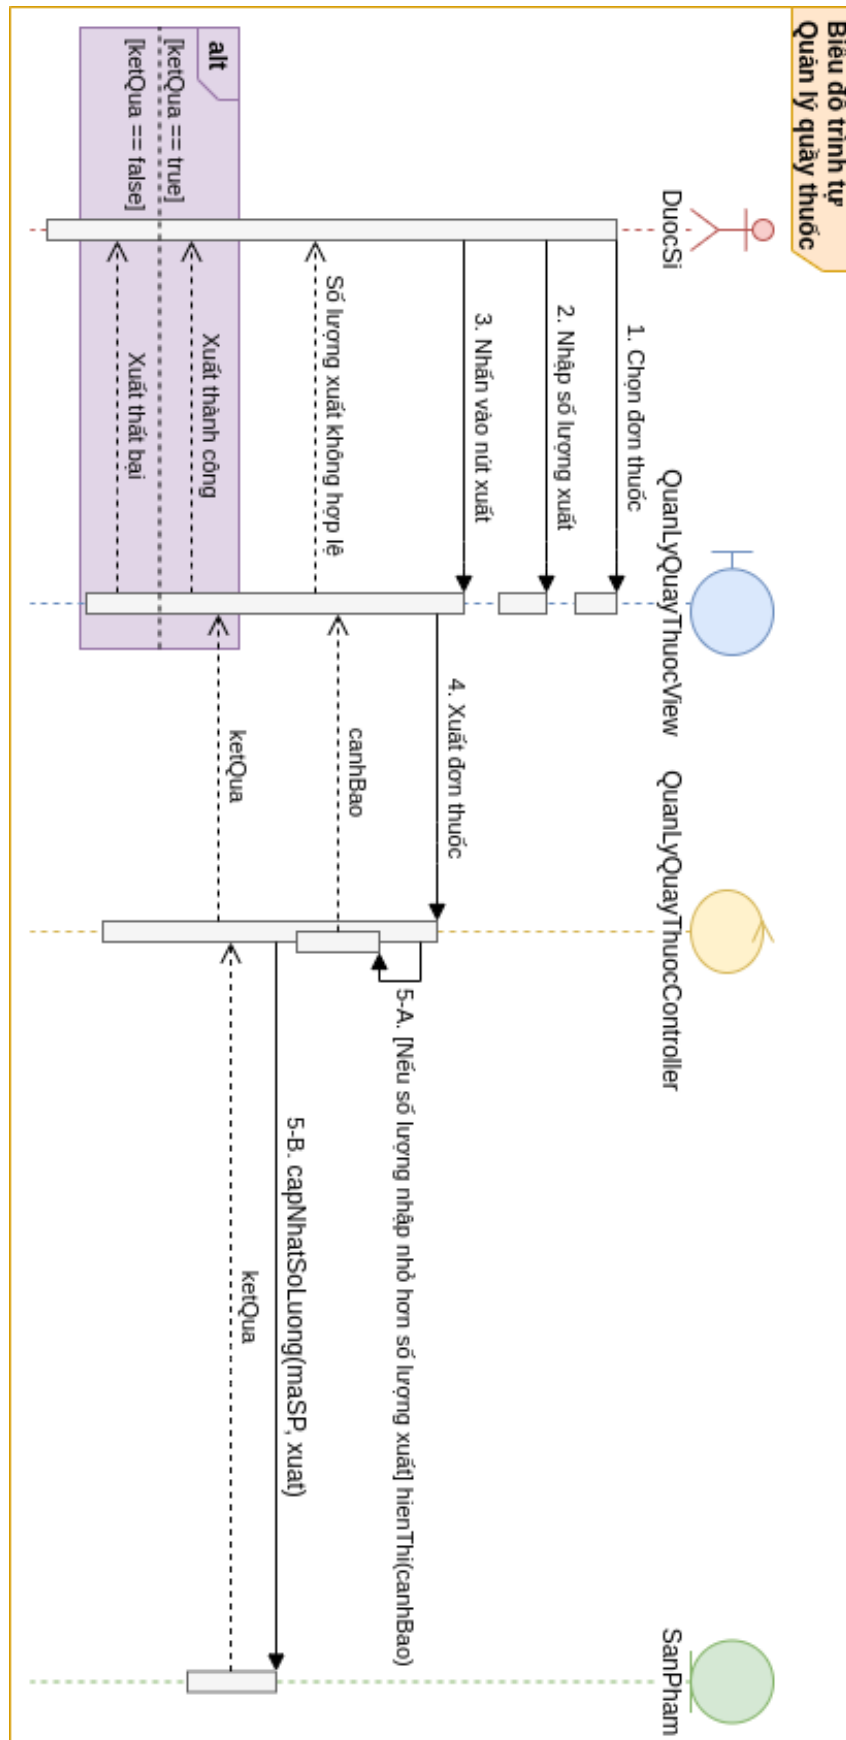 Biểu đồ trình tự
Quản lý quầy thuốc
DuocSi
QuanLyQuayThuocView
QuanLyQuayThuocController
SanPham
1. Chọn đơn thuốc
2. Nhập số lượng xuất
3. Nhấn vào nút xuất
4. Xuất đơn thuốc
5-A. [Nếu số lượng nhập nhỏ hơn số lượng xuất] hienThi(canhBao)
canhBao
Số lượng xuất không hợp lệ
5-B. capNhatSoLuong(maSP, xuat)
ketQua
ketQua
alt
[ketQua == true]
Xuất thành công
[ketQua == false]
Xuất thất bại